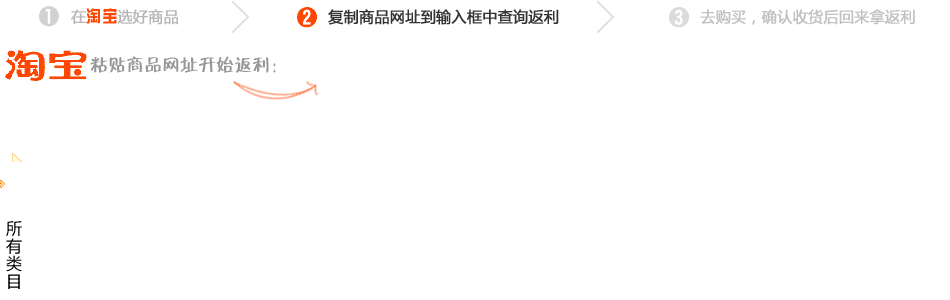 1 在淘宝选好商品
2 复制商品网址到输入框中查询返利
3 去购买，确认收货后回来拿返利
淘宝 粘贴商品网址开始返利：
所有类目